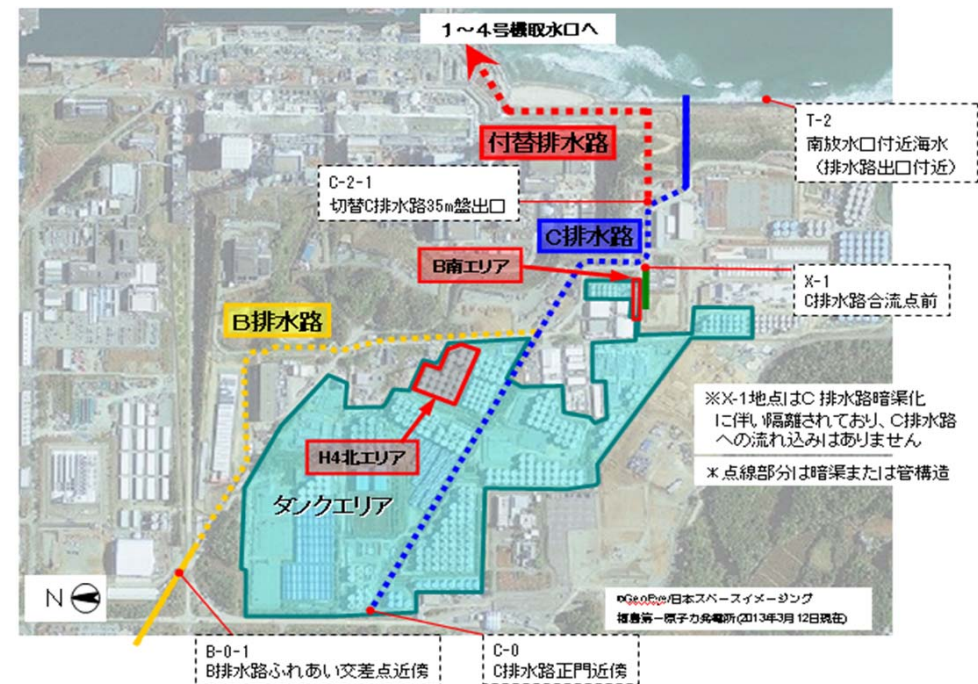 1～4号機取水口へ
T-2
南放水口付近海水
（排水路出口付近）
付替排水路
C-2-1
切替C排水路35m盤出口
C排水路
B南エリア
X-1
C排水路合流点前
B排水路
※X-1地点はC排水路暗渠化
に伴い隔離されており、C排水路
への流れ込みはありません
＊点線部分は暗渠または管構造
H4北エリア
タンクエリア
N
©GeoEye/日本スペースイメージング
福島第一原子力発電所(2013年3月12日現在)
B-0-1
B排水路ふれあい交差点近傍
C-0
C排水路正門近傍